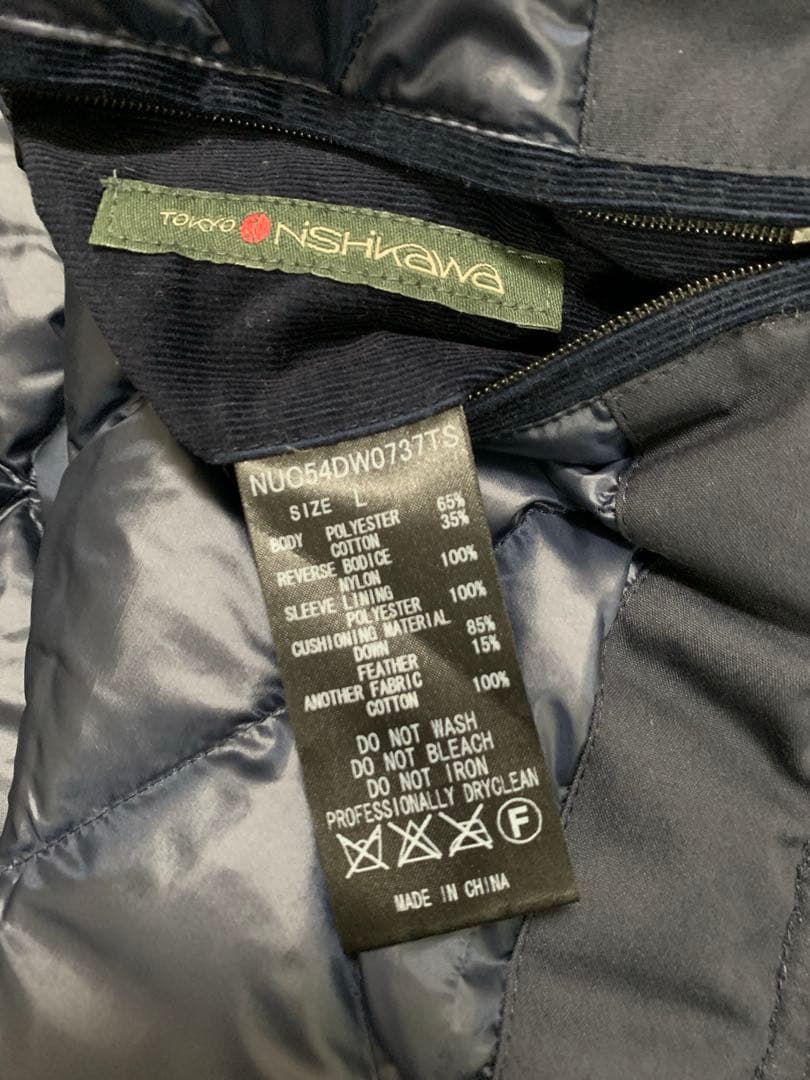 TOKYO NiSHiKaWa
NUO54DW0737TS
SIZE L
BODY POLYESTER 65%
COTTON 35%
REVERSE BODICE
NYLON 100%
SLEEVE LINING
POLYESTER 100%
CUSHIONING MATERIAL
DOWN 85%
FEATHER 15%
ANOTHER FABRIC
COTTON 100%
DO NOT WASH
DO NOT BLEACH
DO NOT IRON
PROFESSIONALLY DRYCLEAN
F
MADE IN CHINA